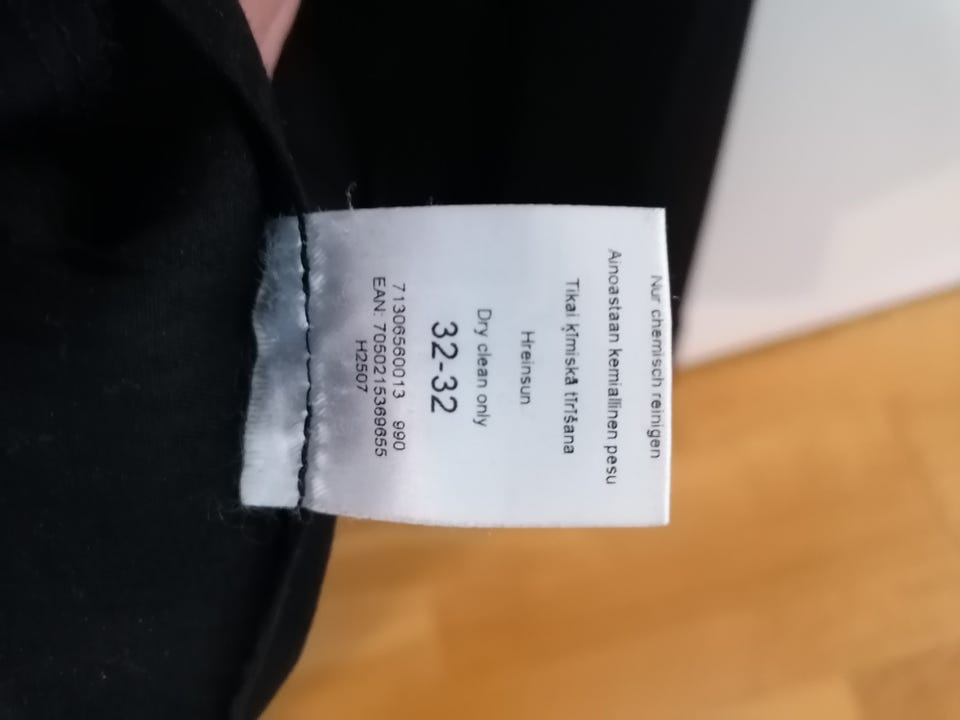 Nur chemisch reinigen
Ainoastaan kemiallinen pesu
Tikai ķīmiskā tīrīšana
Hreinsun
Dry clean only
32-32
71306560013 990
EAN: 7050215369655
H2507